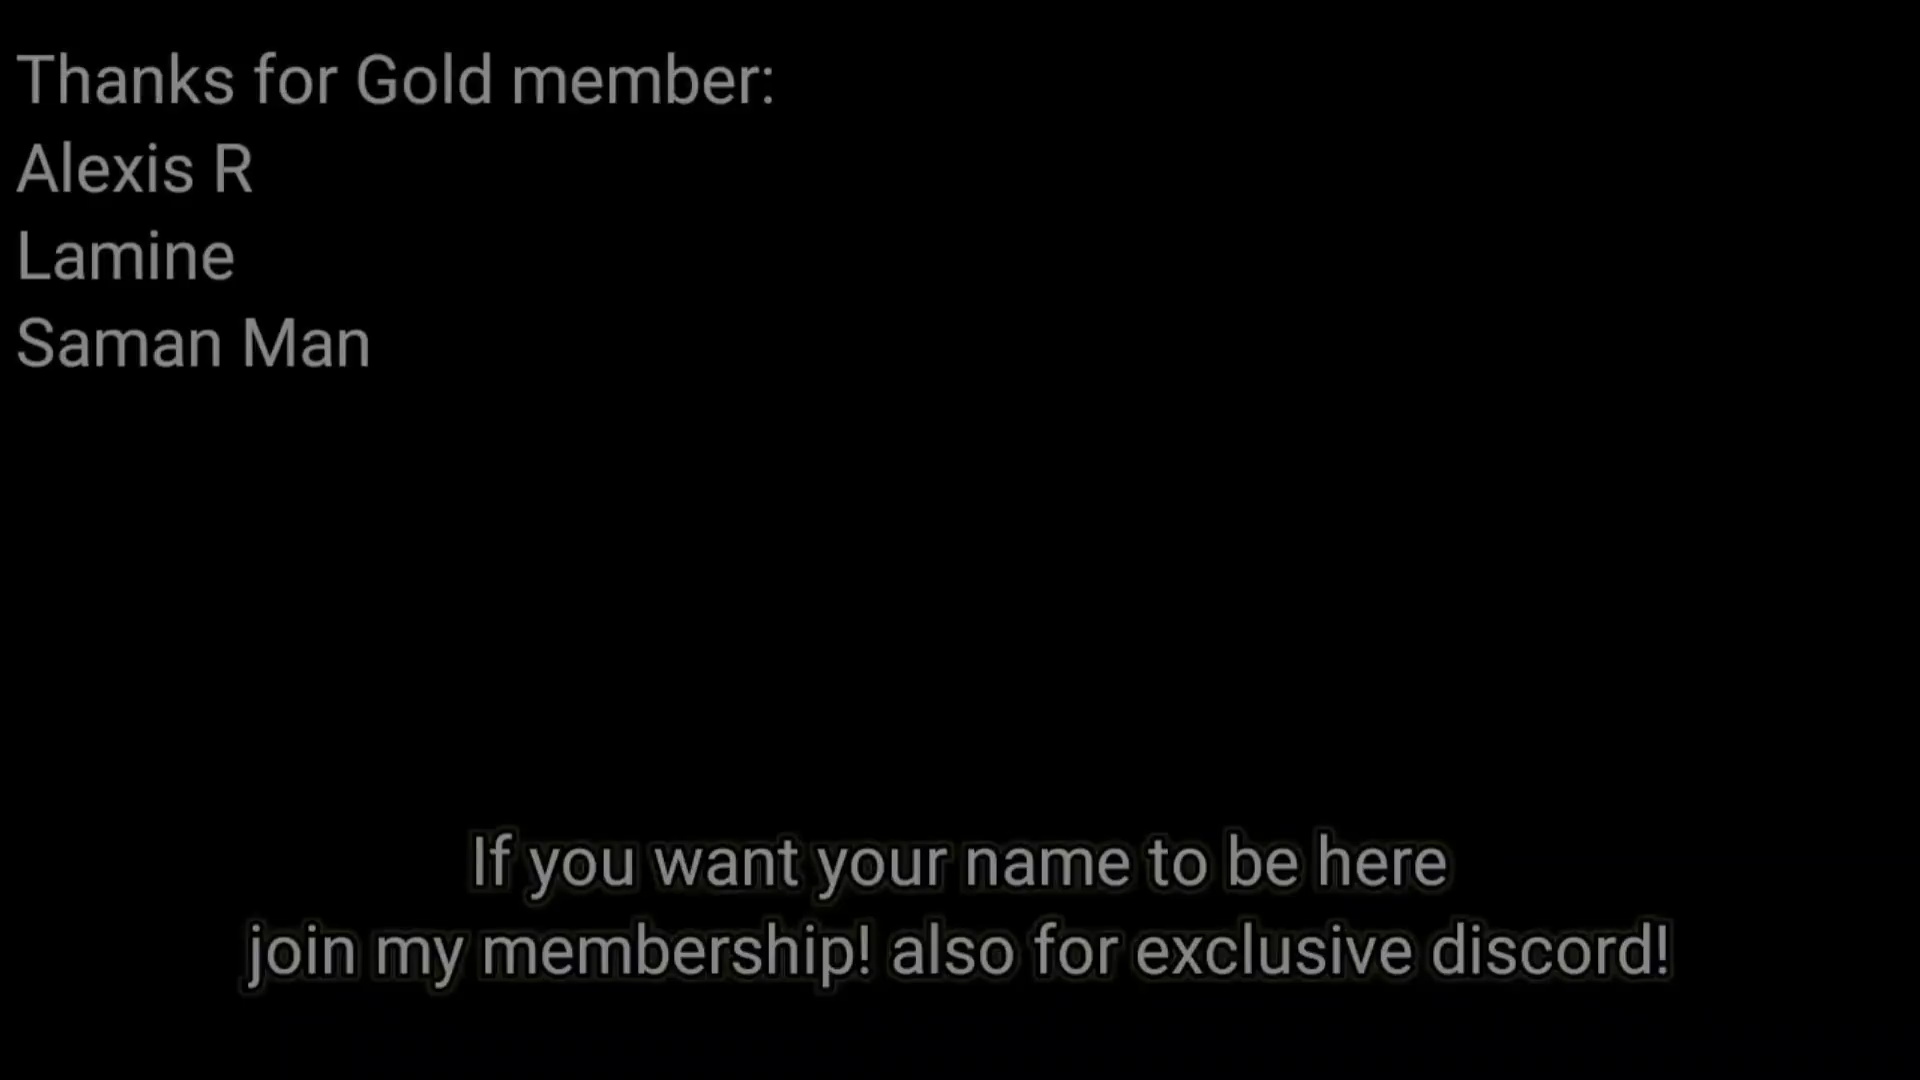 Thanks for Gold member:
Alexis R
Lamine
Saman Man
If you want your name to be here
join my membership! also for exclusive discord!